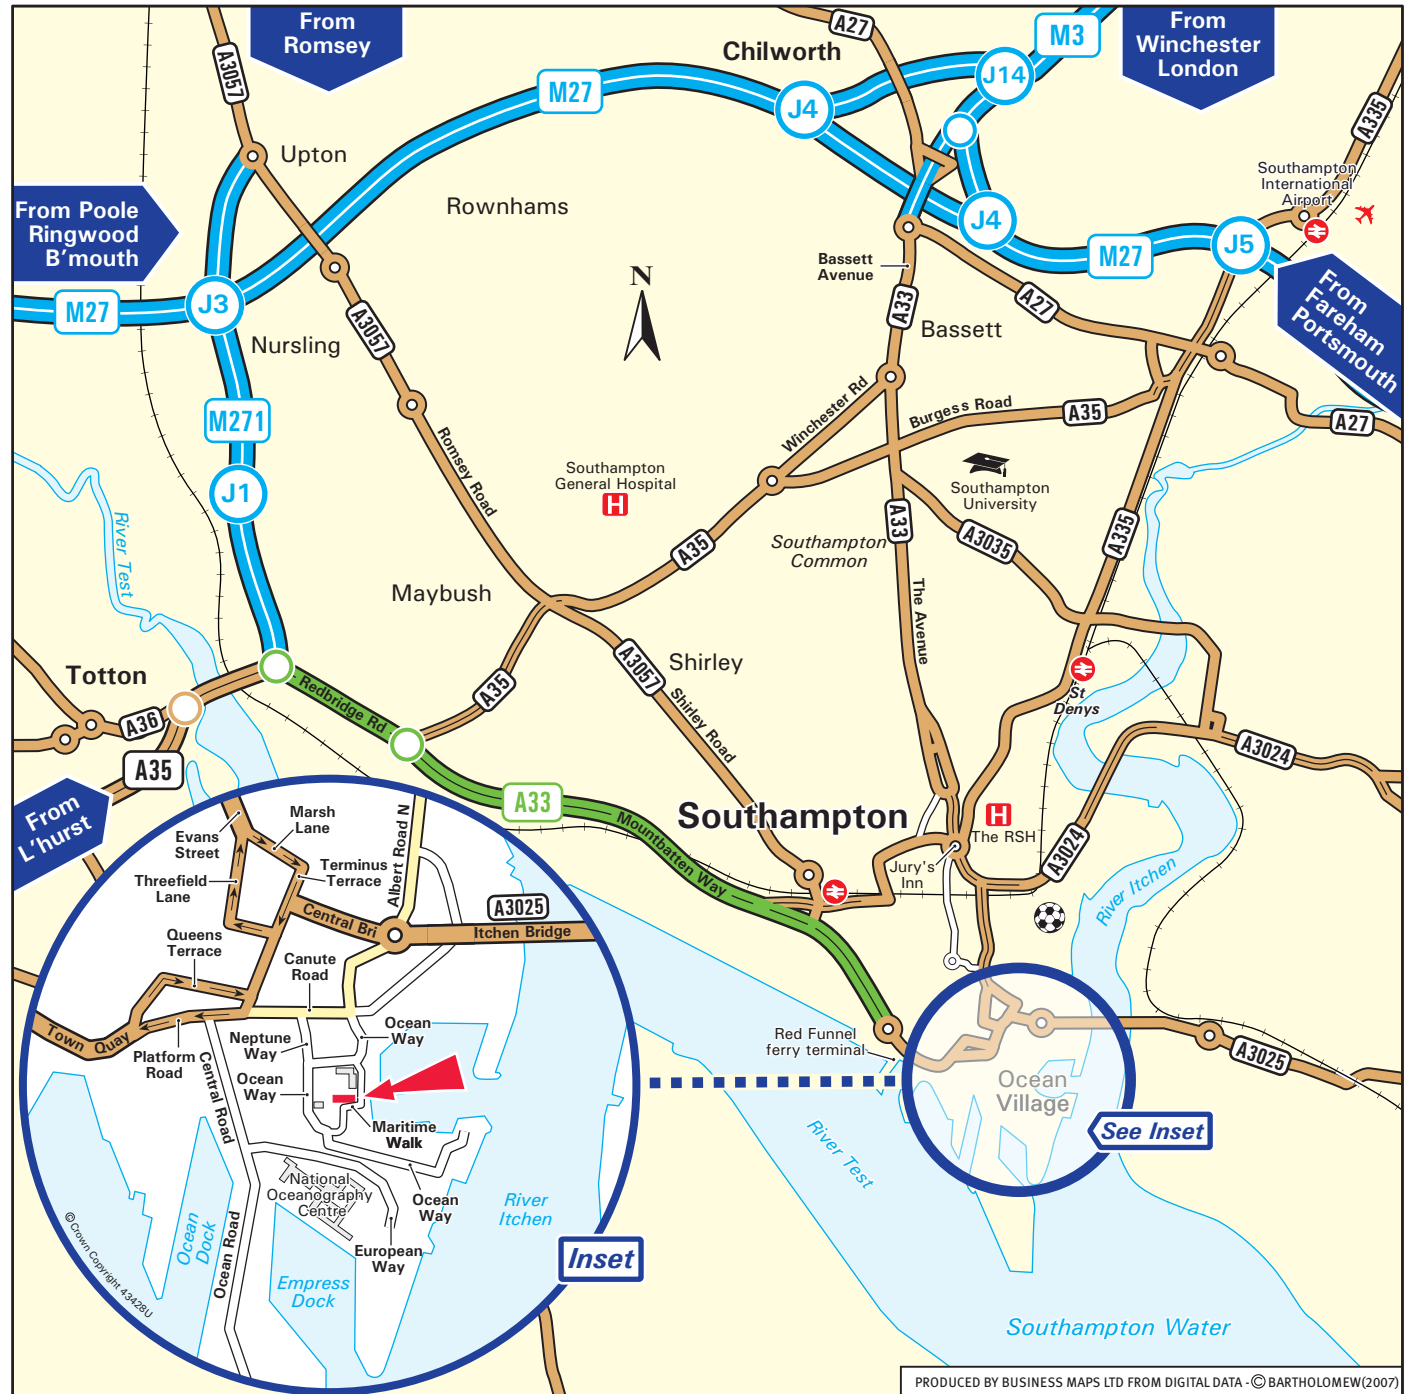 From
Romsey
A27
Chilworth
M3
From
Winchester
London
A3057
M27
J4
J14
A335
Upton
Southampton
International
Airport
Rownhams
From Poole
Ringwood
B'mouth
J4
J5
Bassett
Avenue
M27
M27
J3
N
A27
A33
From
Fareham
Portsmouth
A3057
Nursling
Bassett
M271
Winchester Rd
Burgess Road
A35
A27
Romsey Road
Southampton
General Hospital
H
J1
Southampton
University
River Test
A33
A3035
A335
Southampton
Common
A35
Maybush
The Avenue
Shirley
A3057
Totton
Redbridge Rd
A35
Shirley Road
St
Denys
A36
A35
A3024
A33
Mountbatten Way
Southampton
H
The RSH
From
L'hurst
Jury's
Inn
A3024
River Itchen
Marsh
Lane
Evans
Street
Albert Road N
Terminus
Terrace
Threefield
Lane
A3025
Central Bri
Itchen Bridge
Queens
Terrace
Canute
Road
Town Quay
Platform
Road
Neptune
Way
Ocean
Way
Central Road
Ocean
Way
Maritime
Walk
Red Funnel
ferry terminal
A3025
Ocean
Village
See Inset
River Test
National
Oceanography
Centre
Ocean
Way
River
Itchen
Ocean
Dock
Ocean Road
European
Way
Inset
Empress
Dock
© Crown Copyright 43428U
Southampton Water
PRODUCED BY BUSINESS MAPS LTD FROM DIGITAL DATA - © BARTHOLOMEW(2007)